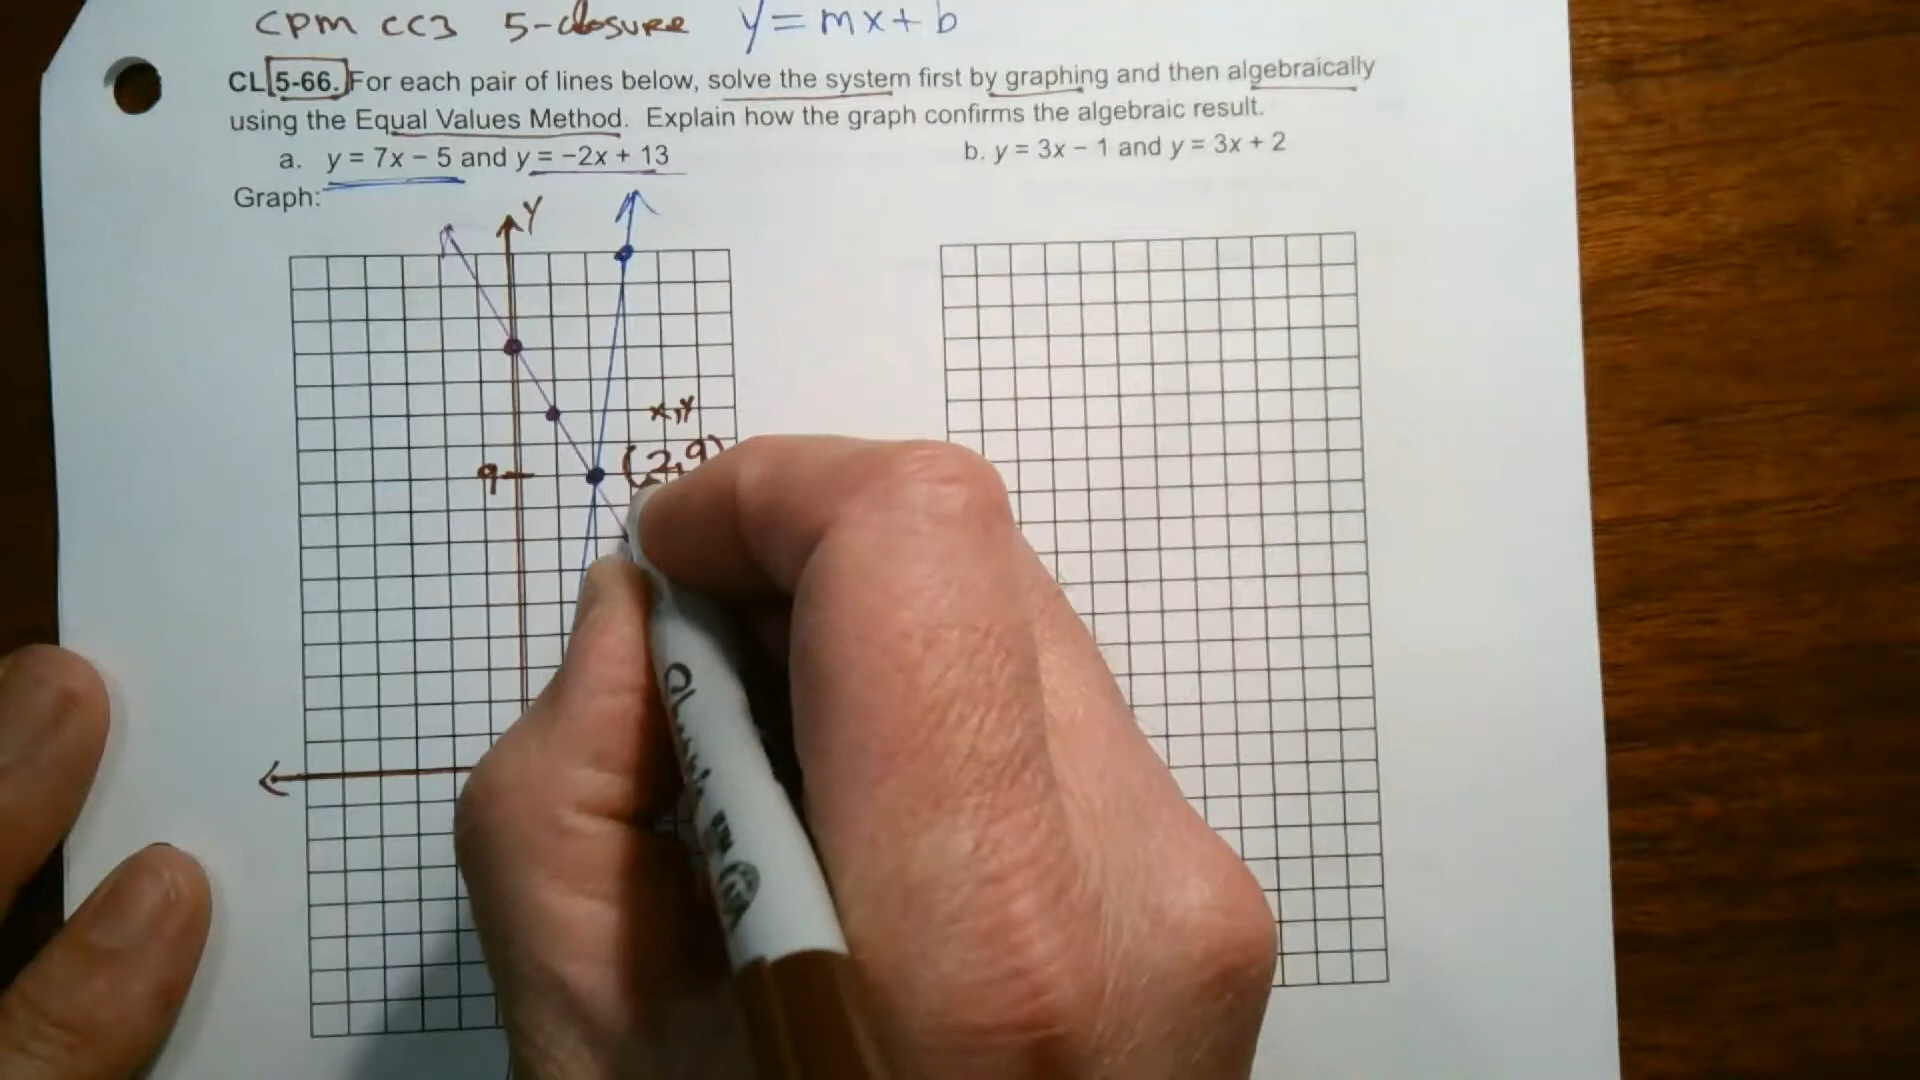 CPM CC3 5-closure y=mx+b
CL 5-66. For each pair of lines below, solve the system first by graphing and then algebraically
using the Equal Values Method. Explain how the graph confirms the algebraic result.
a. y = 7x − 5 and y = −2x + 13
b. y = 3x − 1 and y = 3x + 2
Graph:
Y
x,y
9
(2,9)